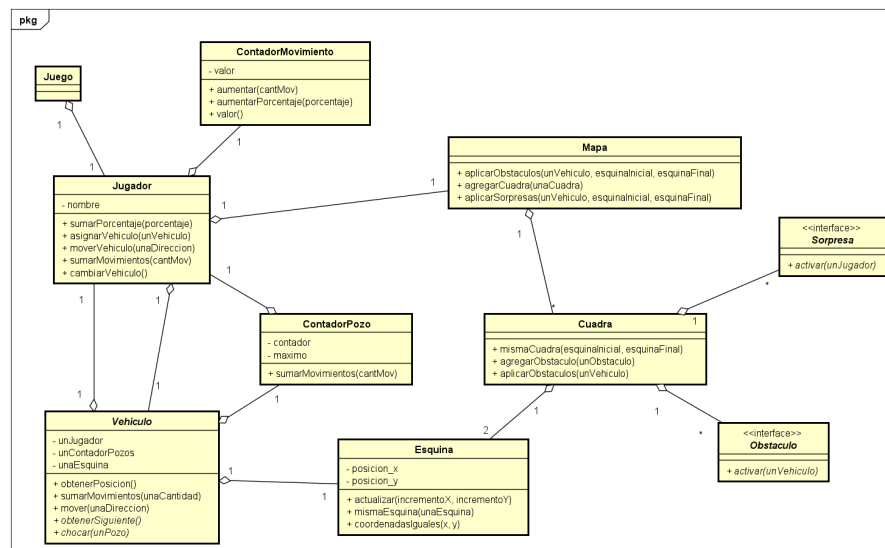 pkg
Juego
1
1
ContadorMovimiento
- valor
+ aumentar(cantMov)
+ aumentarPorcentaje(porcentaje)
+ valor()
1
Jugador
- nombre
+ sumarPorcentaje(porcentaje)
+ asignarVehiculo(unVehiculo)
+ moverVehiculo(unaDireccion)
+ sumarMovimientos(cantMov)
+ cambiarVehiculo()
1
1
1
1
1
Mapa
+ aplicarObstaculos(unVehiculo, esquinaInicial, esquinaFinal)
+ agregarCuadra(unaCuadra)
+ aplicarSorpresas(unVehiculo, esquinaInicial, esquinaFinal)
1
*
<<interface>>
Sorpresa
+ activar(unJugador)
*
1
ContadorPozo
- contador
- maximo
+ sumarMovimientos(cantMov)
1
Cuadra
+ mismaCuadra(esquinaInicial, esquinaFinal)
+ agregarObstaculo(unObstaculo)
+ aplicarObstaculos(unVehiculo)
1
2
1
*
1
1
Vehiculo
- unJugador
- unContadorPozos
- unaEsquina
+ obtenerPosicion()
+ sumarMovimientos(unaCantidad)
+ mover(unaDireccion)
+ obtenerSiguiente()
+ chocar(unPozo)
1
1
Esquina
- posicion_x
- posicion_y
+ actualizar(incrementoX, incrementoY)
+ mismaEsquina(unaEsquina)
+ coordenadasIguales(x, y)
<<interface>>
Obstaculo
+ activar(unVehiculo)